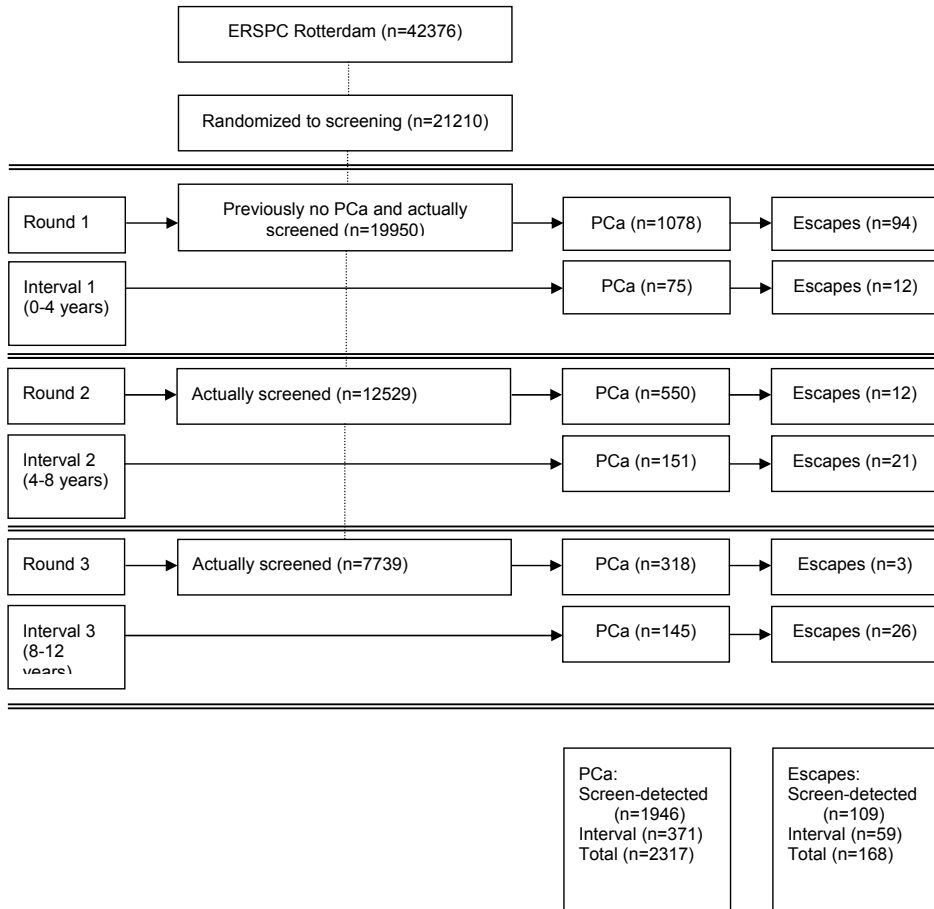 ERSPC Rotterdam (n=42376)
Randomized to screening (n=21210)
Round 1
Previously no PCa and actually
screened (n=19950)
PCa (n=1078)
Escapes (n=94)
Interval 1
(0-4 years)
PCa (n=75)
Escapes (n=12)
Round 2
Actually screened (n=12529)
PCa (n=550)
Escapes (n=12)
Interval 2
(4-8 years)
PCa (n=151)
Escapes (n=21)
Round 3
Actually screened (n=7739)
PCa (n=318)
Escapes (n=3)
Interval 3
(8-12
years)
PCa (n=145)
Escapes (n=26)
PCa:
Screen-detected
(n=1946)
Interval (n=371)
Total (n=2317)
Escapes:
Screen-detected
(n=109)
Interval (n=59)
Total (n=168)